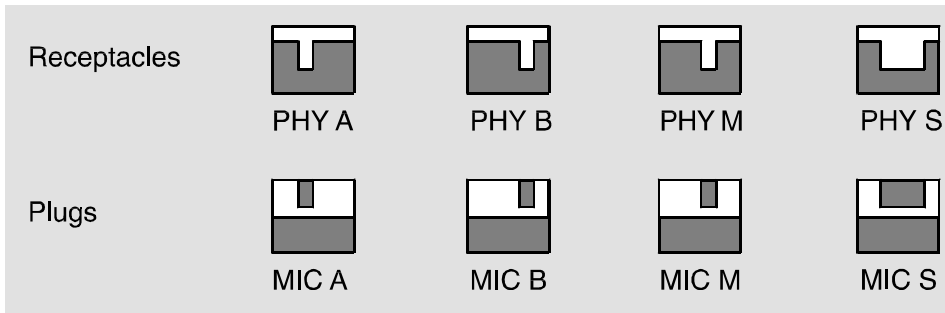 Receptacles
PHY A PHY B PHY M PHY S
Plugs
MIC A MIC B MIC M MIC S